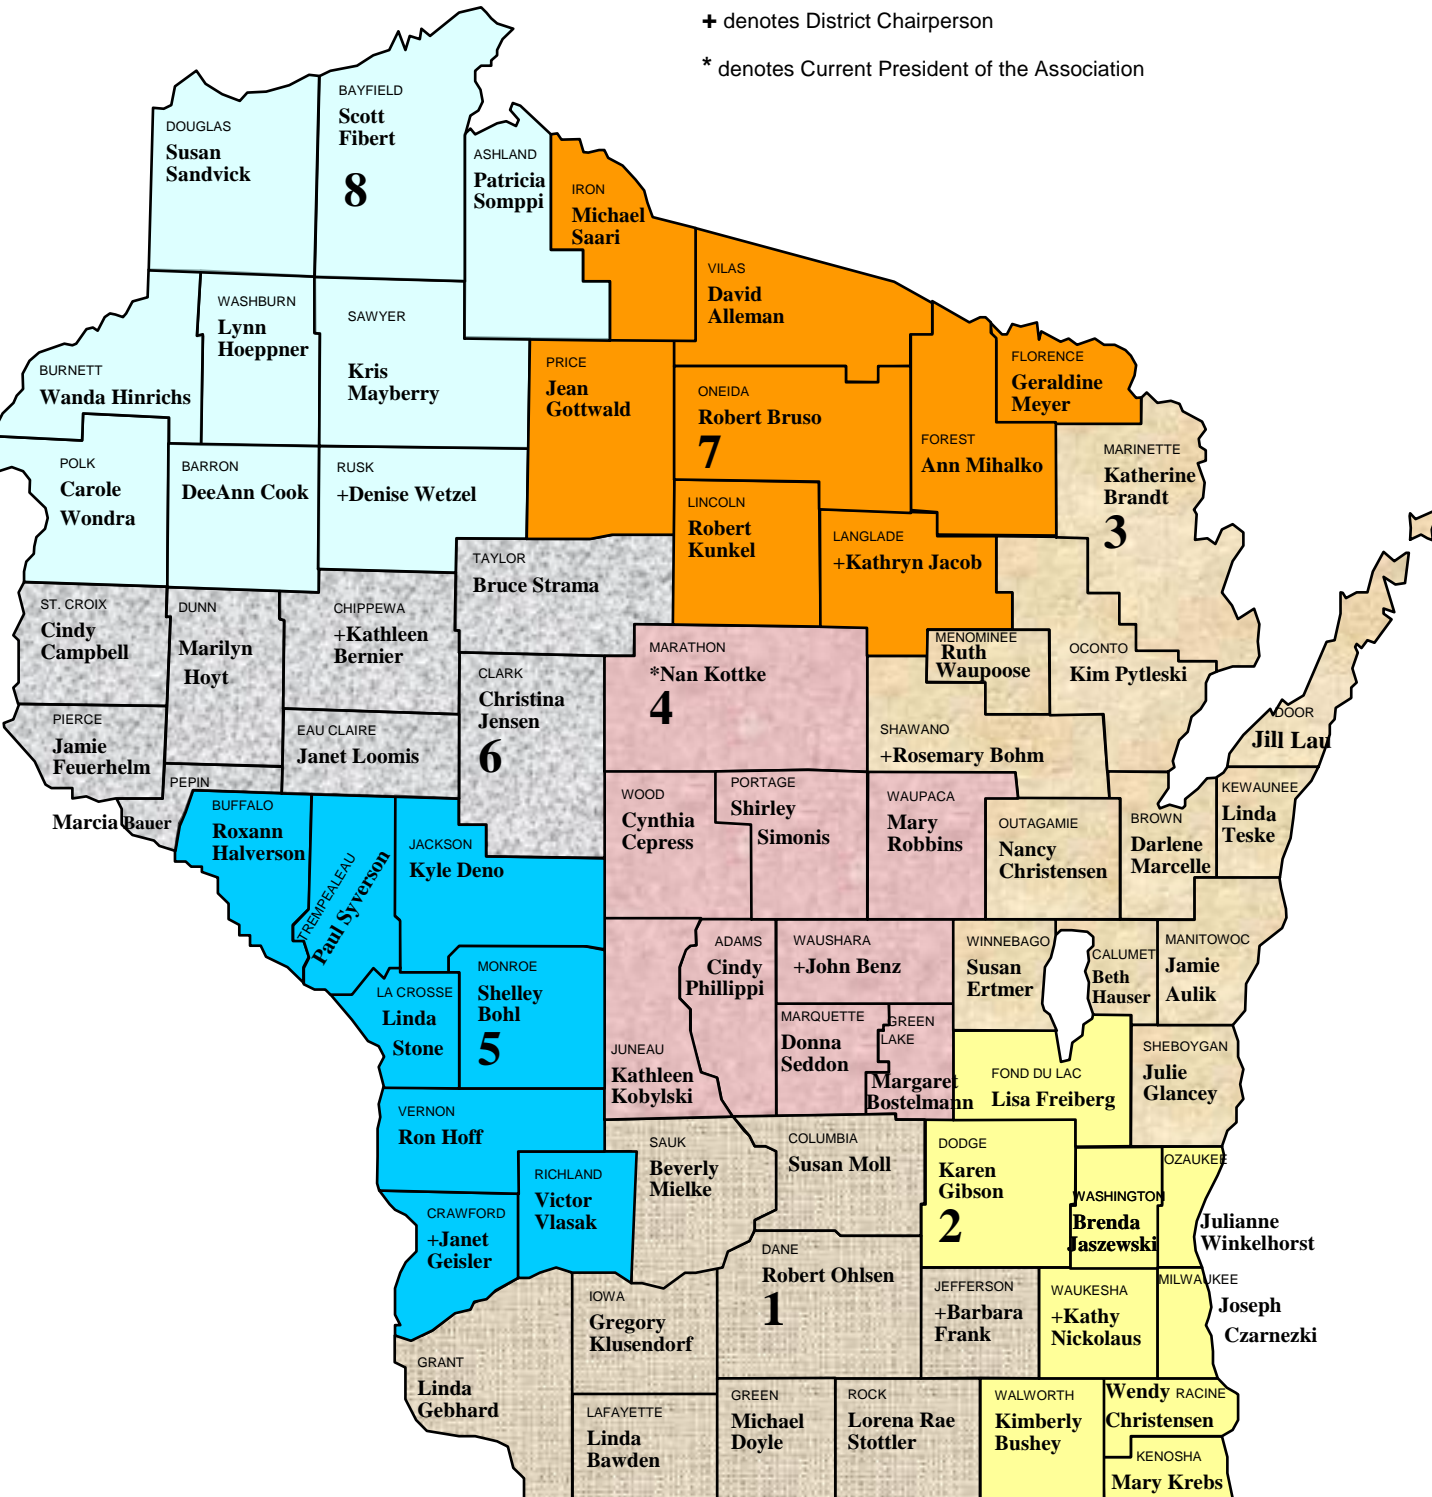 + denotes District Chairperson
* denotes Current President of the Association
BAYFIELD
Scott
Fibert
8
DOUGLAS
Susan
Sandvick
ASHLAND
Patricia
Somppi
IRON
Michael
Saari
VILAS
David
Alleman
WASHBURN
Lynn
Hoeppner
SAWYER
Kris
Mayberry
BURNETT
Wanda Hinrichs
PRICE
Jean
Gottwald
ONEIDA
Robert Bruso
7
FLORENCE
Geraldine
Meyer
FOREST
Ann Mihalko
MARINETTE
Katherine
Brandt
3
POLK
Carole
Wondra
BARRON
DeeAnn Cook
RUSK
+Denise Wetzel
LINCOLN
Robert
Kunkel
LANGLADE
+Kathryn Jacob
TAYLOR
Bruce Strama
ST. CROIX
Cindy
Campbell
DUNN
Marilyn
Hoyt
CHIPPEWA
+Kathleen
Bernier
CLARK
Christina
Jensen
6
MARATHON
*Nan Kottke
4
MENOMINEE
Ruth
Waupoose
OCONTO
Kim Pytleski
PIERCE
Jamie
Feuerhelm
EAU CLAIRE
Janet Loomis
SHAWANO
+Rosemary Bohm
DOOR
Jill Lau
PEPIN
Marcia Bauer
BUFFALO
Roxann
Halverson
TREMPEALEAU
Paul Syverson
JACKSON
Kyle Deno
WOOD
Cynthia
Cepress
PORTAGE
Shirley
Simonis
WAUPACA
Mary
Robbins
OUTAGAMIE
Nancy
Christensen
BROWN
Darlene
Marcelle
KEWAUNEE
Linda
Teske
LA CROSSE
Linda
Stone
MONROE
Shelley
Bohl
5
JUNEAU
Kathleen
Kobylski
ADAMS
Cindy
Phillippi
WAUSHARA
+John Benz
MARQUETTE
Donna
Seddon
GREEN
LAKE
Margaret
Bostelmann
WINNEBAGO
Susan
Ertmer
CALUMET
Beth
Hauser
MANITOWOC
Jamie
Aulik
FOND DU LAC
Lisa Freiberg
SHEBOYGAN
Julie
Glancey
VERNON
Ron Hoff
RICHLAND
Victor
Vlasak
CRAWFORD
+Janet
Geisler
SAUK
Beverly
Mielke
COLUMBIA
Susan Moll
DODGE
Karen
Gibson
2
WASHINGTON
Brenda
Jaszewski
OZAUKEE
Julianne
Winkelhorst
DANE
Robert Ohlsen
1
IOWA
Gregory
Klusendorf
JEFFERSON
+Barbara
Frank
WAUKESHA
+Kathy
Nickolaus
MILWAUKEE
Joseph
Czarnezki
GRANT
Linda
Gebhard
LAFAYETTE
Linda
Bawden
GREEN
Michael
Doyle
ROCK
Lorena Rae
Stottler
WALWORTH
Kimberly
Bushey
Wendy RACINE
Christensen
KENOSHA
Mary Krebs